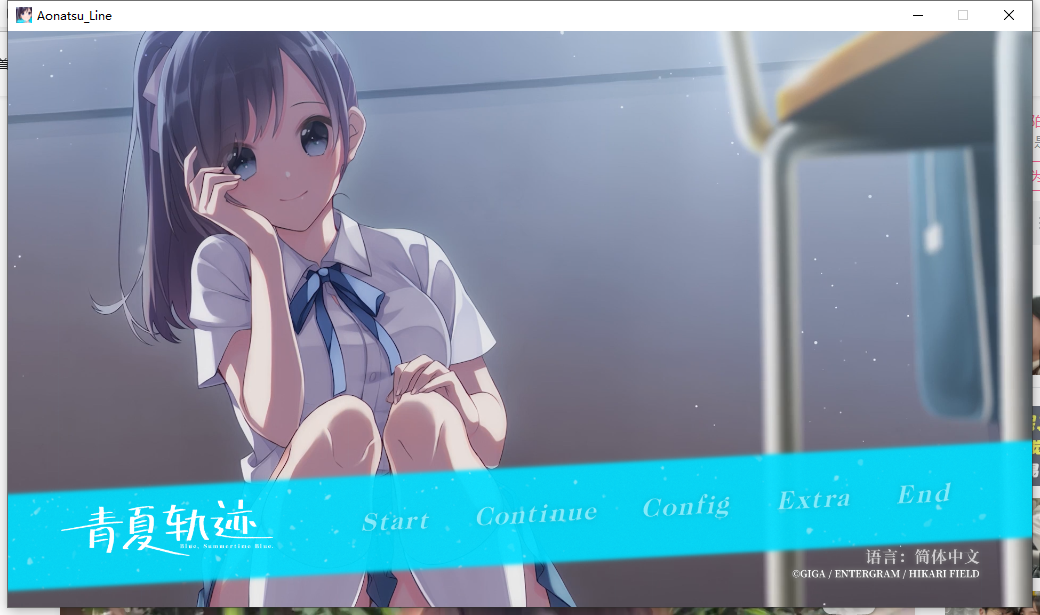 Aonatsu_Line
青夏轨迹
Blue, Summertime Blue.
Start
Continue
Config
Extra
End
语言：简体中文
©GIGA / ENTERGRAM / HIKARI FIELD